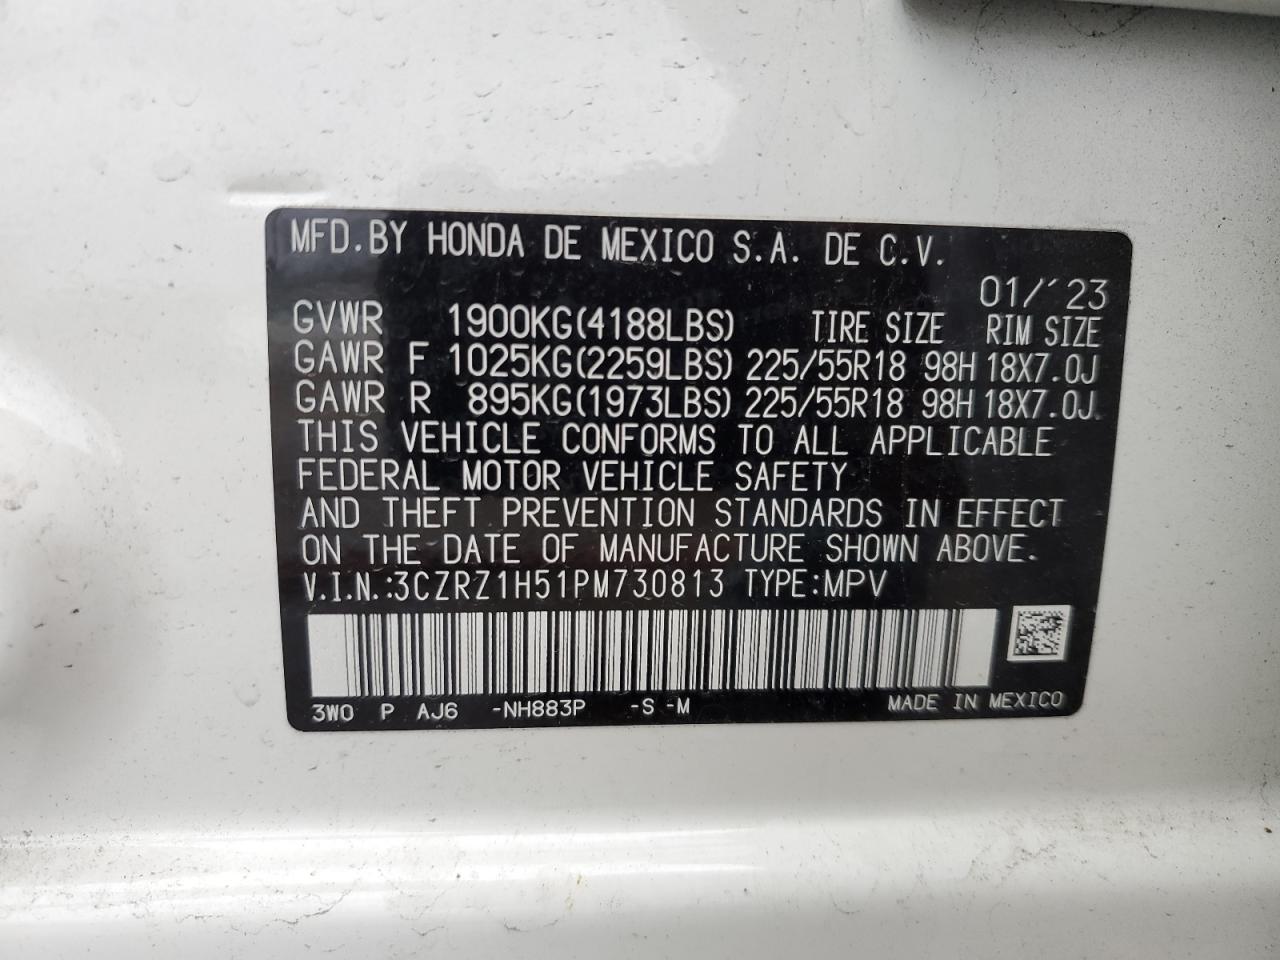 MFD.BY HONDA DE MEXICO S.A. DE C.V.
01/´23
GVWR 1900KG(4188LBS) TIRE SIZE RIM SIZE
GAWR F 1025KG(2259LBS) 225/55R18 98H 18X7.0J
GAWR R 895KG(1973LBS) 225/55R18 98H 18X7.0J
THIS VEHICLE CONFORMS TO ALL APPLICABLE
FEDERAL MOTOR VEHICLE SAFETY
AND THEFT PREVENTION STANDARDS IN EFFECT
ON THE DATE OF MANUFACTURE SHOWN ABOVE.
V.I.N.:3CZRZ1H51PM730813 TYPE:MPV
3W0 P AJ6 -NH883P -S -M MADE IN MEXICO